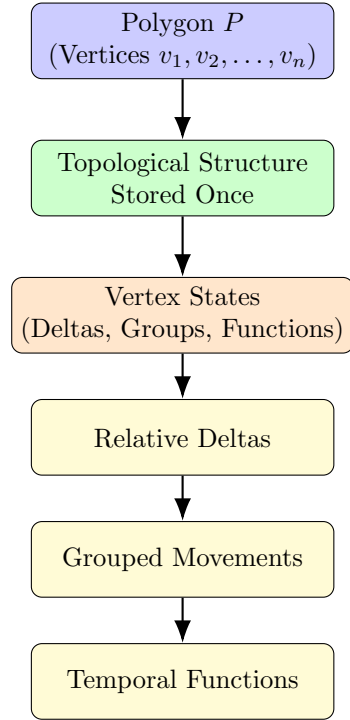 Polygon P
(Vertices v₁, v₂, . . . , vₙ)
Topological Structure
Stored Once
Vertex States
(Deltas, Groups, Functions)
Relative Deltas
Grouped Movements
Temporal Functions